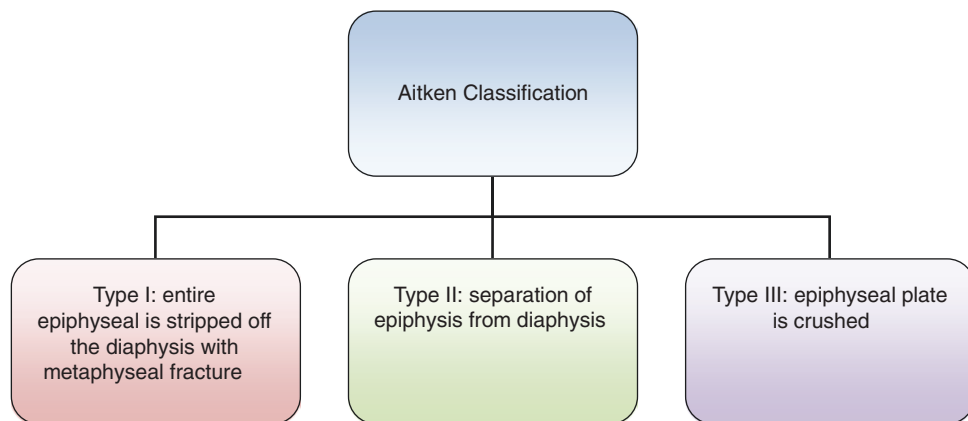 Aitken Classification
Type I: entire
epiphyseal is stripped off
the diaphysis with
metaphyseal fracture
Type II: separation of
epiphysis from diaphysis
Type III: epiphyseal plate
is crushed